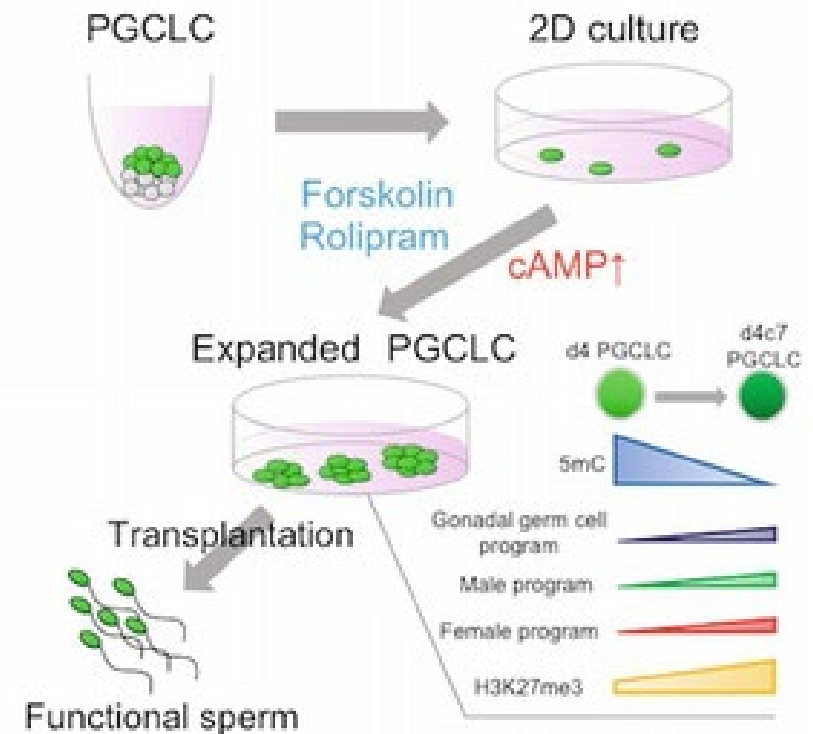 PGCLC
2D culture
Forskolin
Rolipram
cAMP↑
Expanded PGCLC
d4 PGCLC
d4c7
PGCLC
5mC
Gonadal germ cell
program
Male program
Female program
H3K27me3
Transplantation
Functional sperm